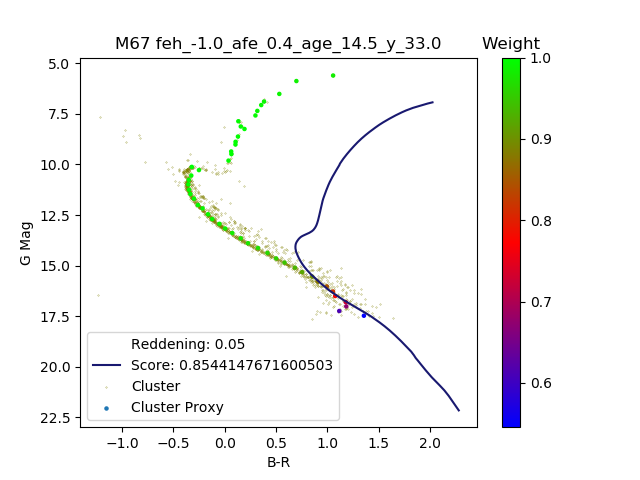 M67 feh_-1.0_afe_0.4_age_14.5_y_33.0
Weight
5.0
7.5
10.0
12.5
15.0
17.5
20.0
22.5
G Mag
−1.0 −0.5 0.0 0.5 1.0 1.5 2.0
B-R
Reddening: 0.05
Score: 0.8544147671600503
Cluster
Cluster Proxy
1.0
0.9
0.8
0.7
0.6